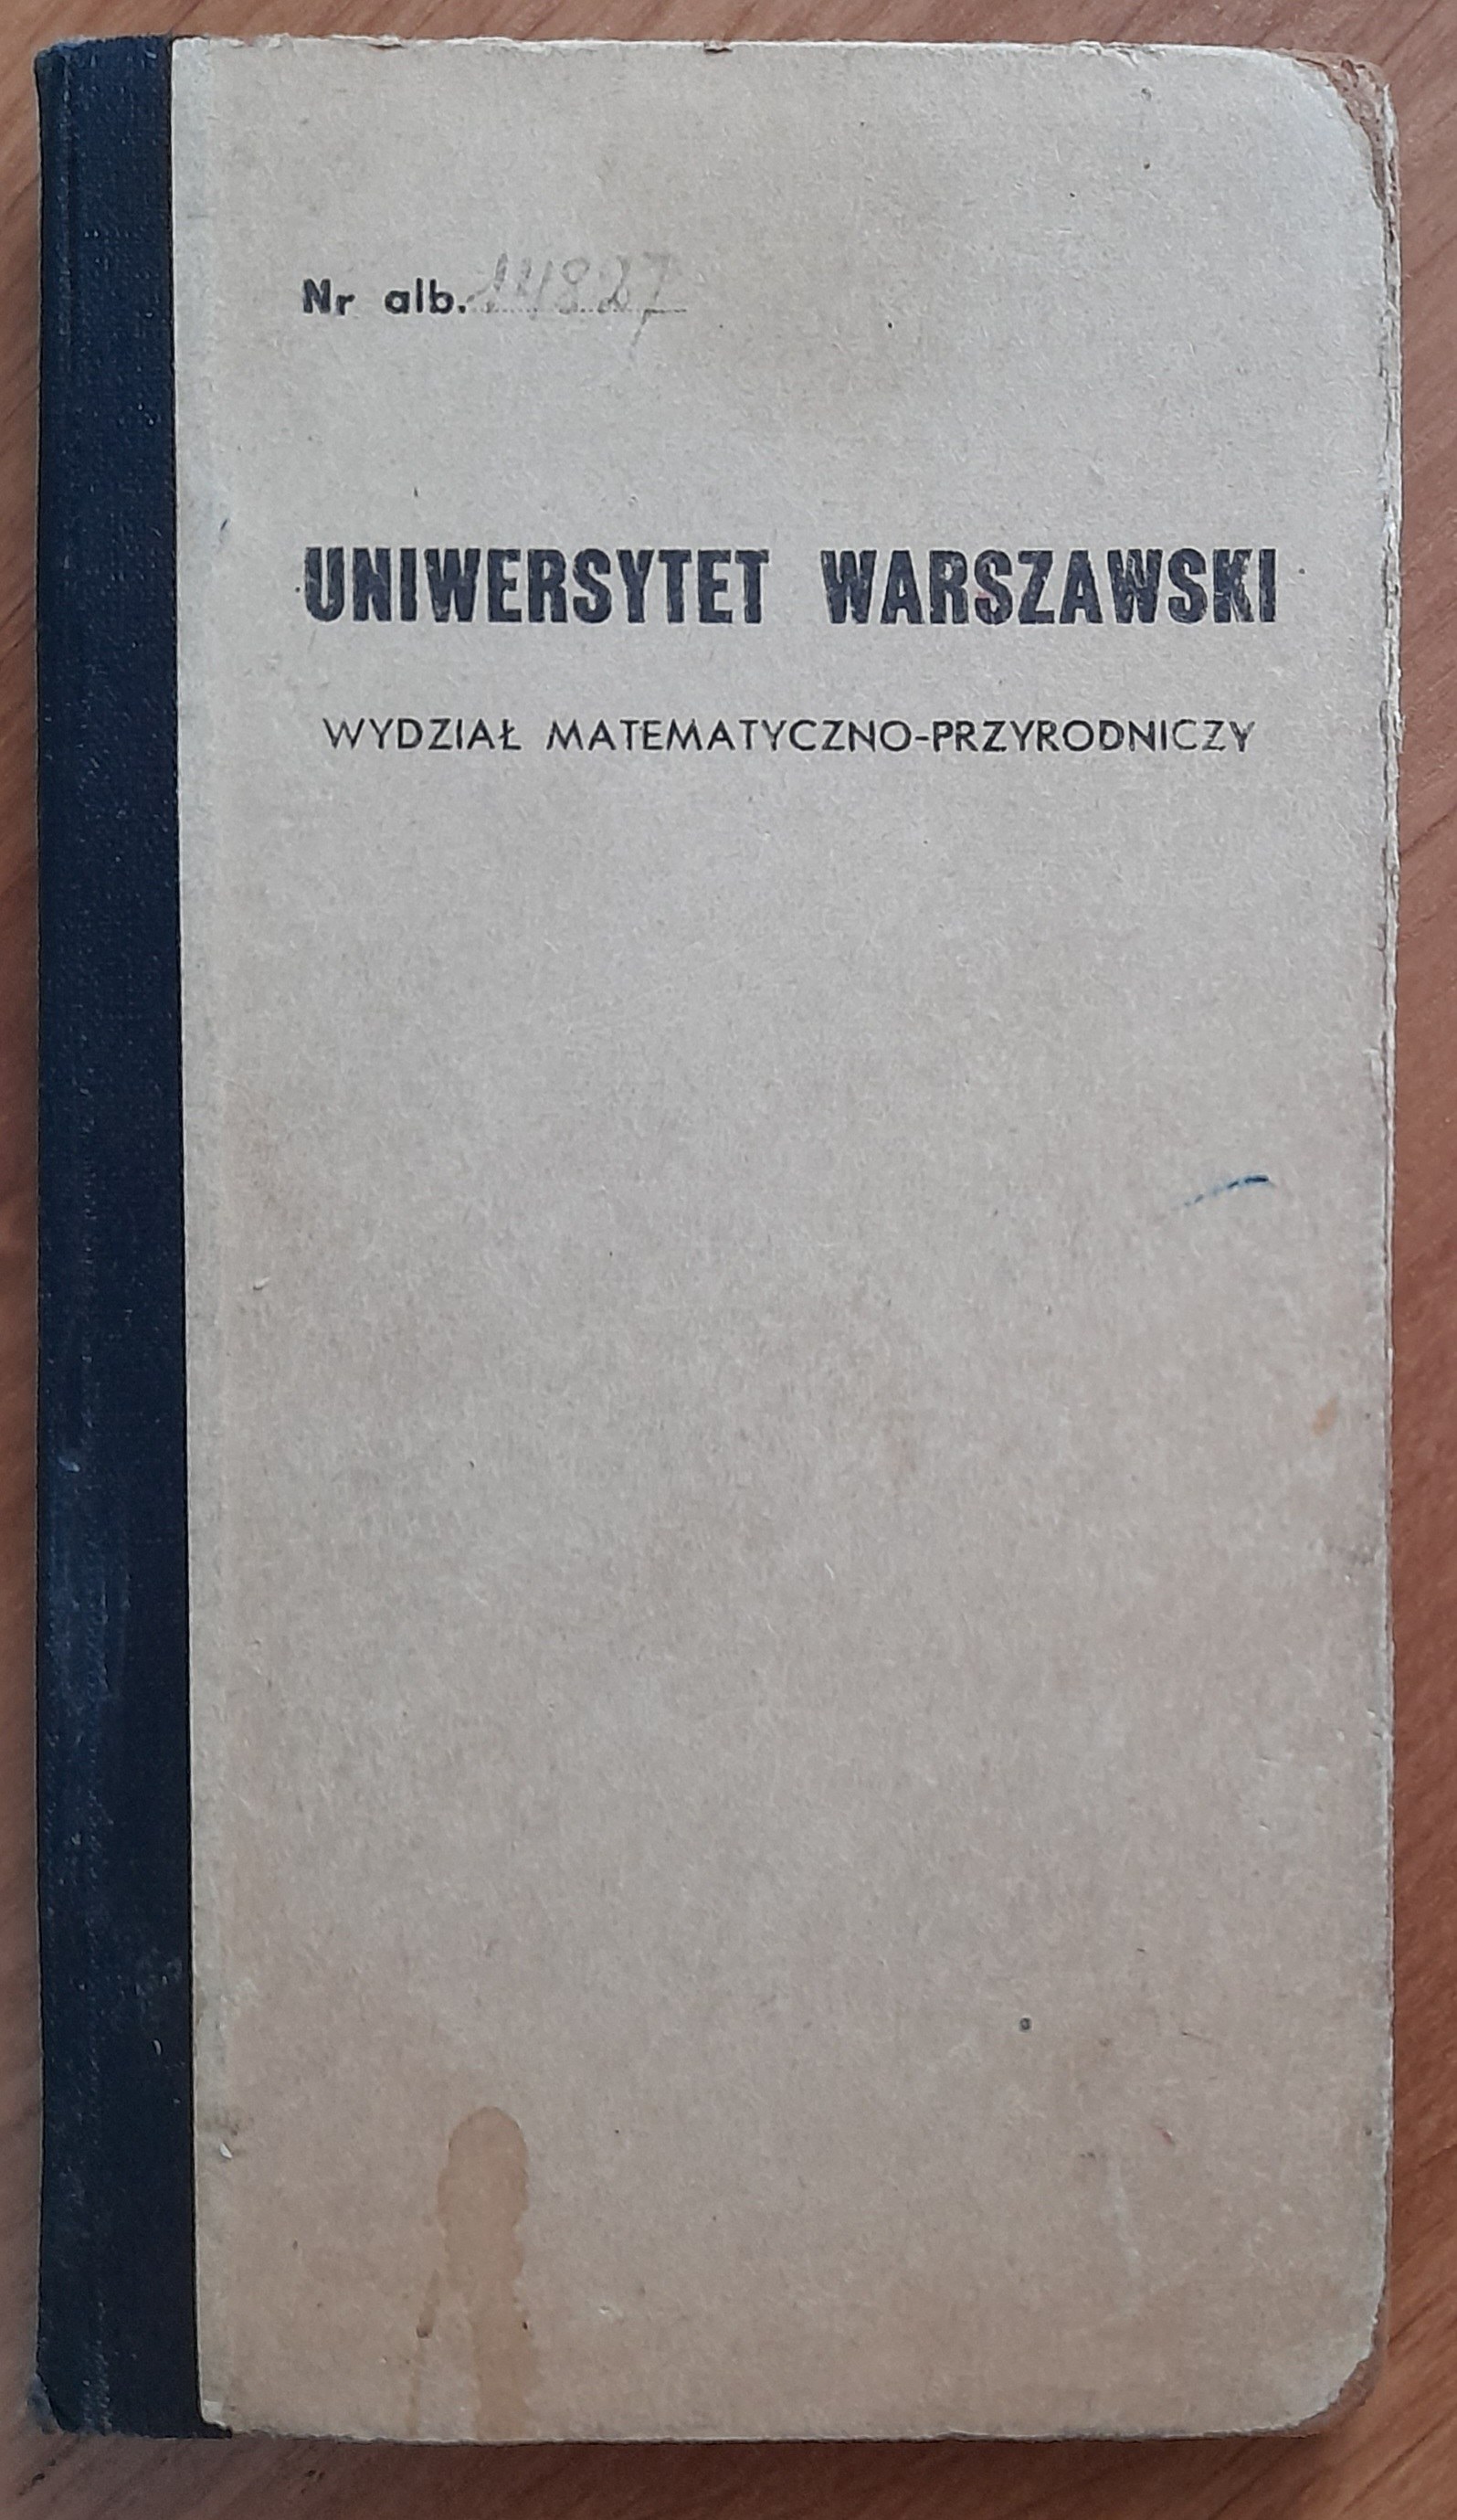 Nr alb. 14827
UNIWERSYTET WARSZAWSKI
WYDZIAŁ MATEMATYCZNO-PRZYRODNICZY